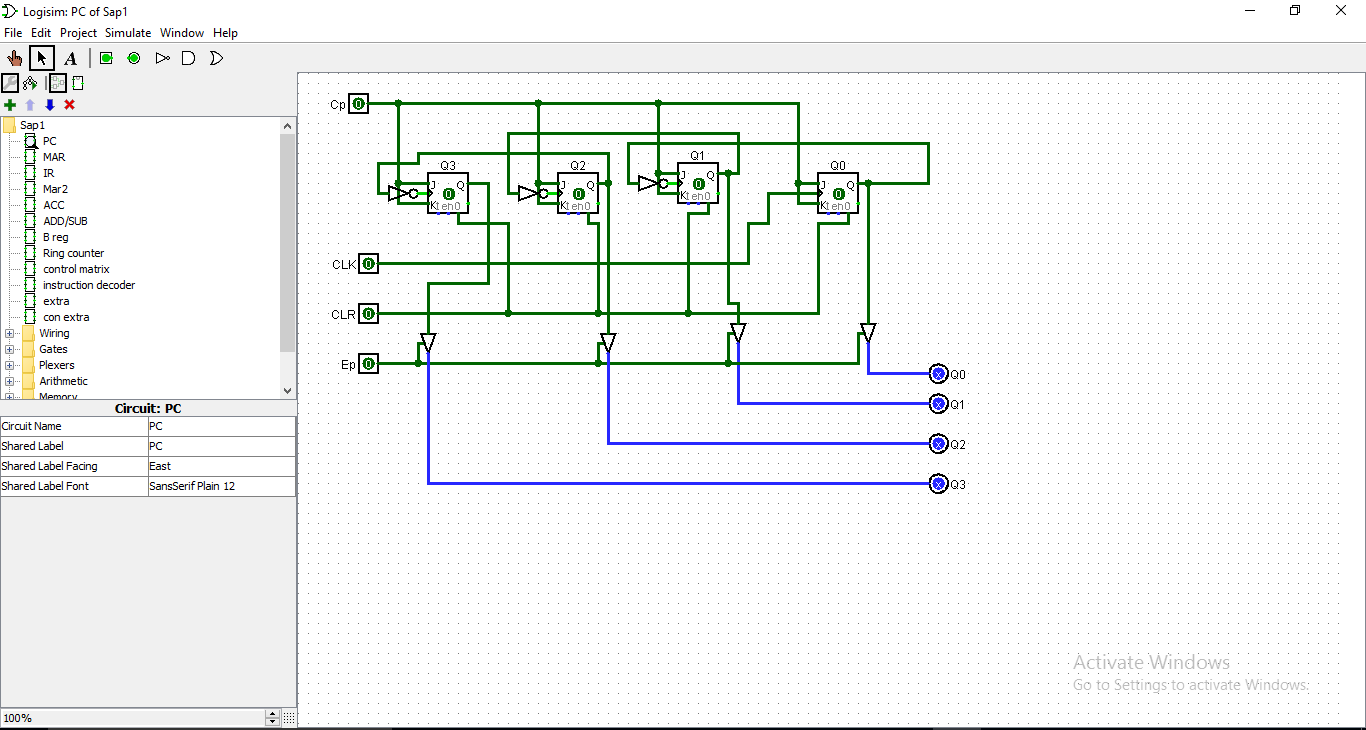 Logisim: PC of Sap1
File Edit Project Simulate Window Help
A
Sap1
PC
MAR
IR
Mar2
ACC
ADD/SUB
B reg
Ring counter
control matrix
instruction decoder
extra
con extra
Wiring
Gates
Plexers
Arithmetic
Memory
Circuit: PC
Circuit Name PC
Shared Label PC
Shared Label Facing East
Shared Label Font SansSerif Plain 12
100%
Cp 0
Q3 Q2 Q1 Q0
J Q J Q J Q J Q
0 0 0 0
K en0 K en0 K en0 K en0
CLK 0
CLR 0
Ep 0
x Q0
x Q1
x Q2
x Q3
Activate Windows
Go to Settings to activate Windows.